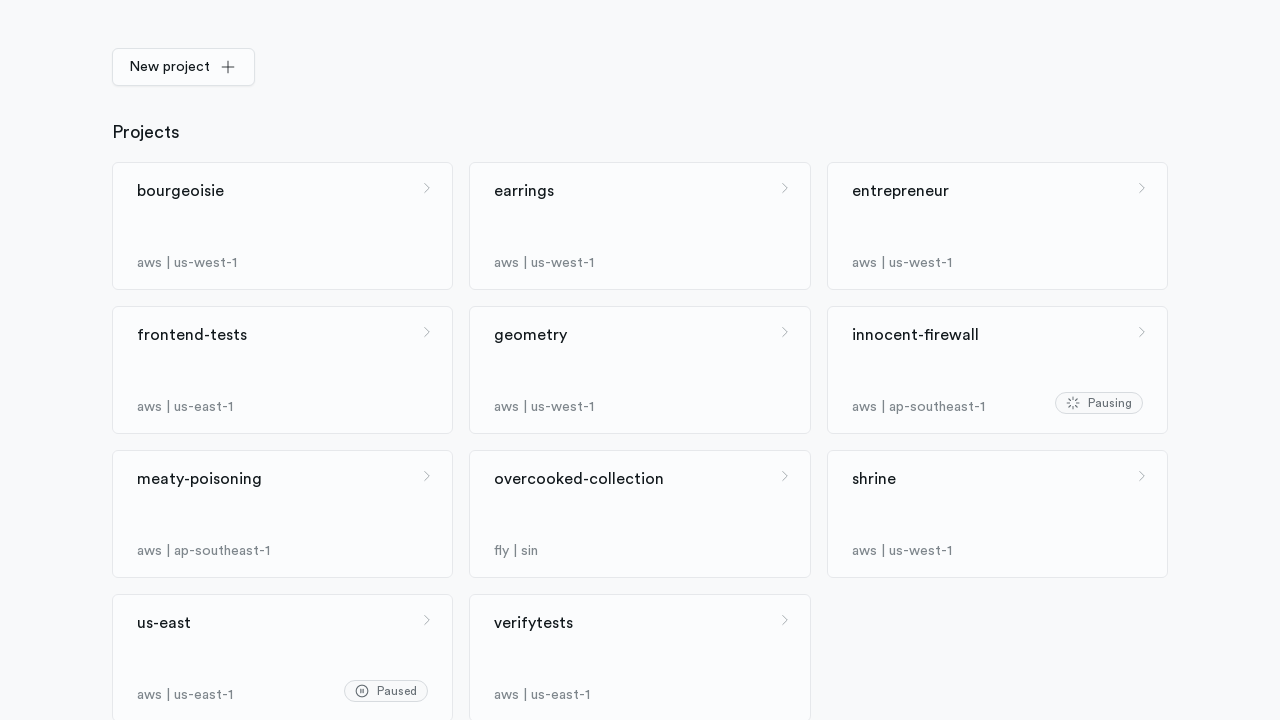 New project
Projects
bourgeoisie
aws | us-west-1
earrings
aws | us-west-1
entrepreneur
aws | us-west-1
frontend-tests
aws | us-east-1
geometry
aws | us-west-1
innocent-firewall
aws | ap-southeast-1
Pausing
meaty-poisoning
aws | ap-southeast-1
overcooked-collection
fly | sin
shrine
aws | us-west-1
us-east
aws | us-east-1
Paused
verifytests
aws | us-east-1